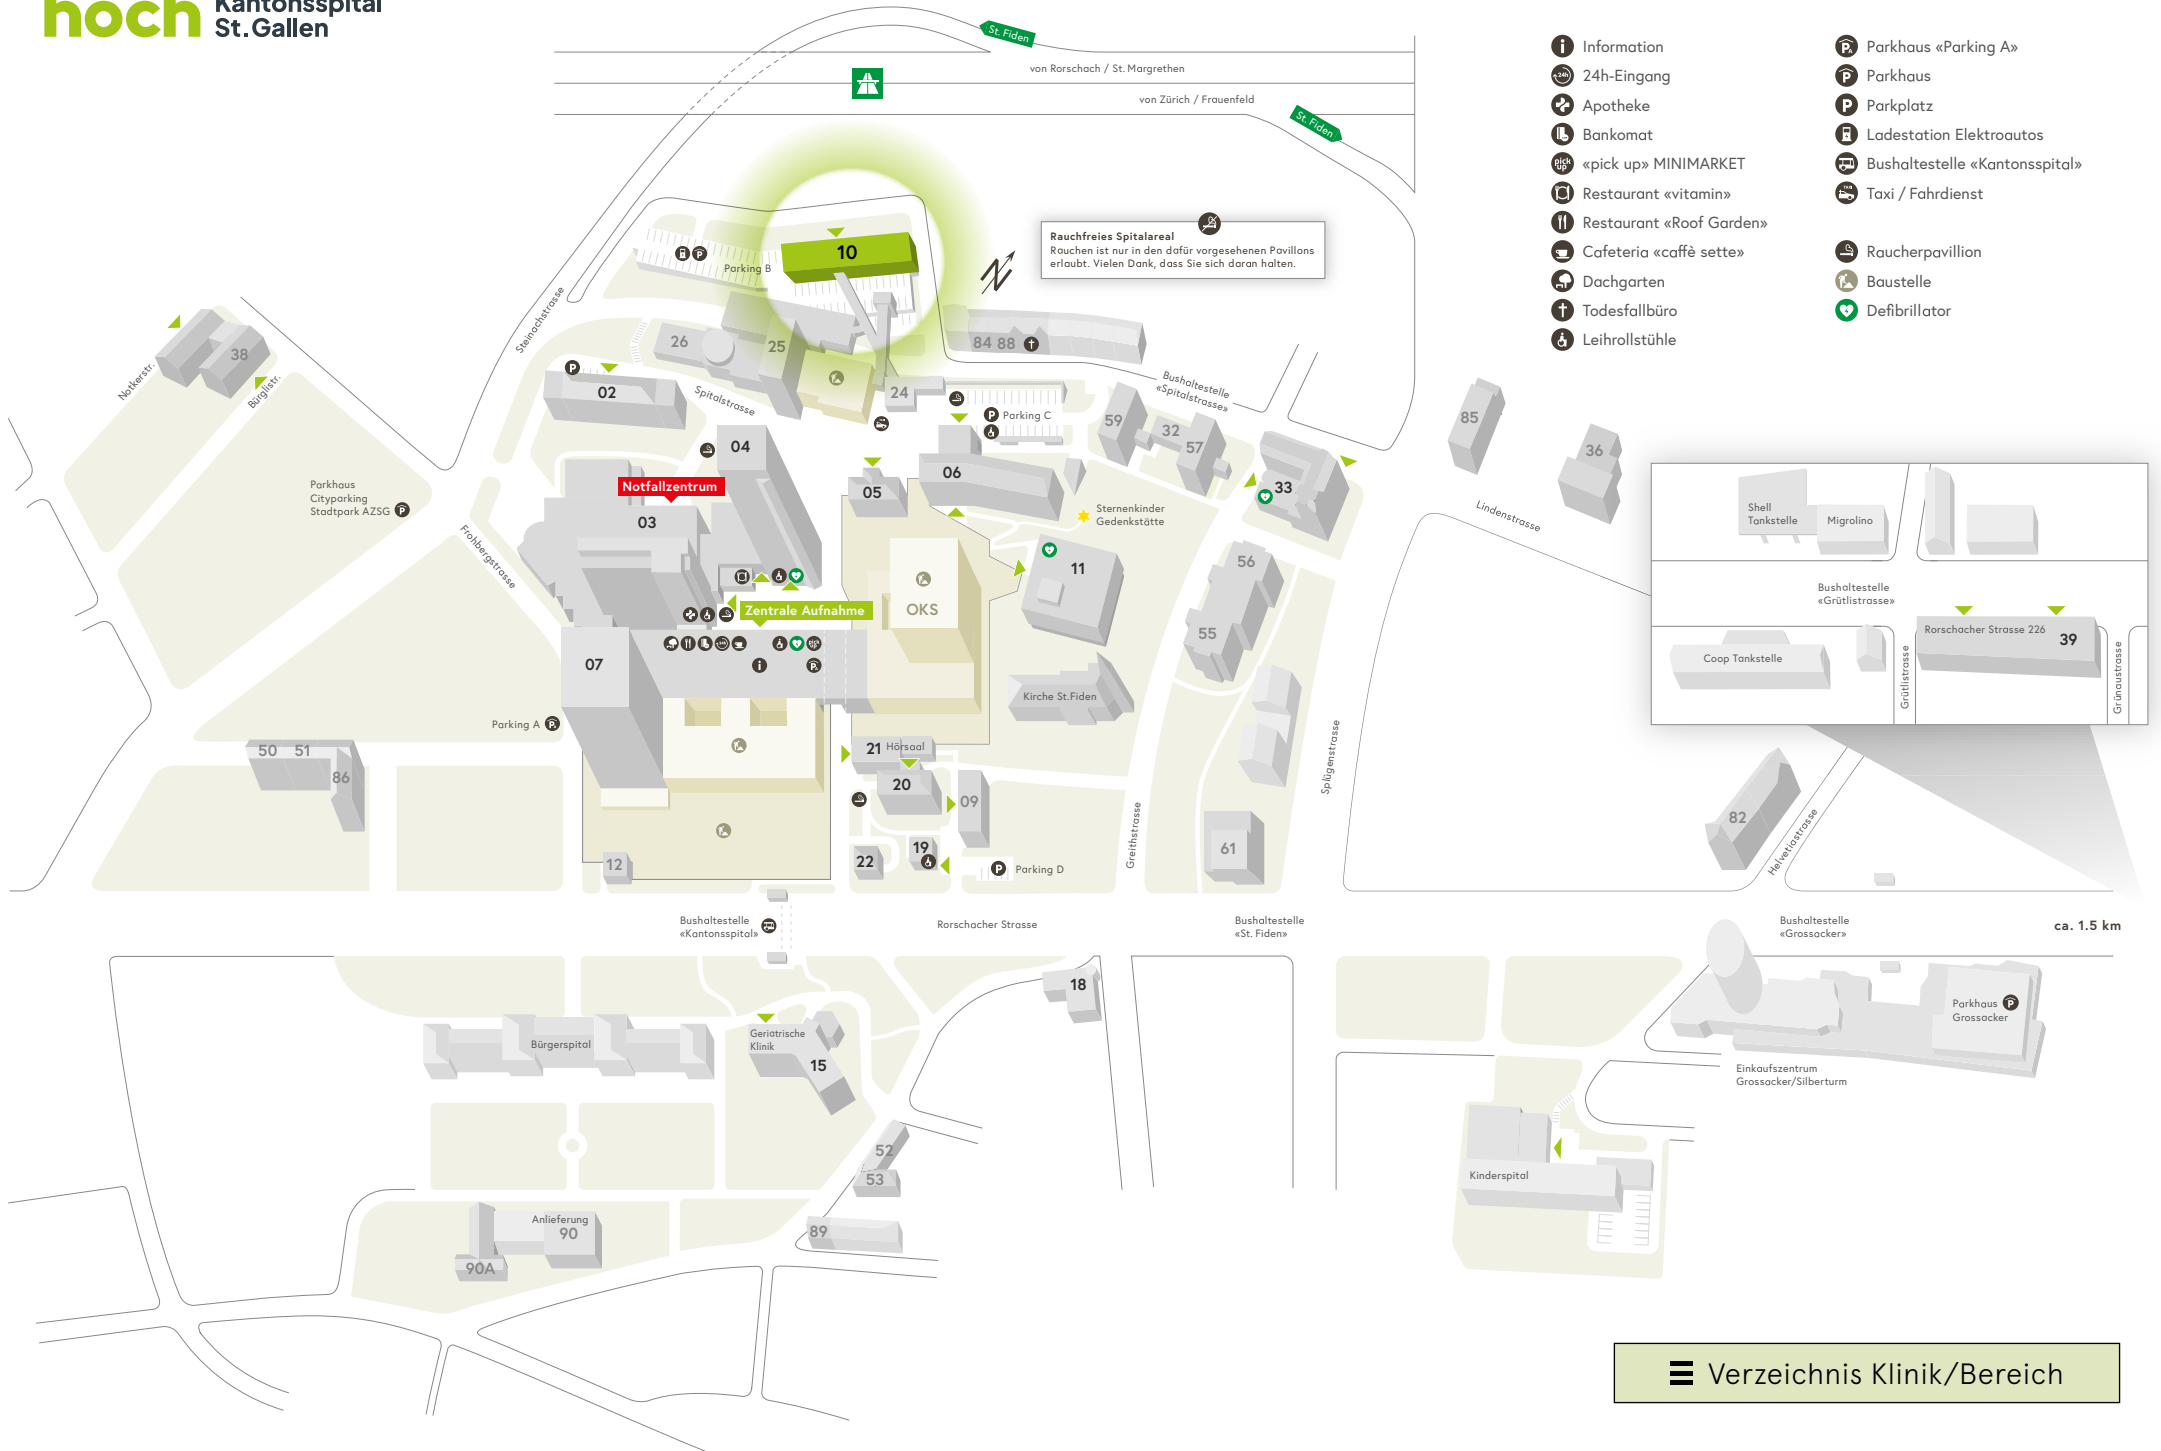 hoch Kantonsspital
St.Gallen
St. Fiden
von Rorschach / St. Margrethen
von Zürich / Frauenfeld
St. Fiden
Information
24h-Eingang
Apotheke
Bankomat
«pick up» MINIMARKET
Restaurant «vitamin»
Restaurant «Roof Garden»
Cafeteria «caffè sette»
Dachgarten
Todesfallbüro
Leihrollstühle
Parkhaus «Parking A»
Parkhaus
Parkplatz
Ladestation Elektroautos
Bushaltestelle «Kantonsspital»
Taxi / Fahrdienst
Raucherpavillion
Baustelle
Defibrillator
Rauchfreies Spitalareal
Rauchen ist nur in den dafür vorgesehenen Pavillons
erlaubt. Vielen Dank, dass Sie sich daran halten.
N
10
Parking B
Steinachstrasse
38
Notkerstr.
Bürglistr.
26
25
84 88
02
Spitalstrasse
24
Bushaltestelle
«Spitalstrasse»
Parking C
59
32
57
85
36
04
06
05
33
Notfallzentrum
03
Parkhaus
Cityparking
Stadtpark AZSG
Frohbergstrasse
Sternenkinder
Gedenkstätte
Lindenstrasse
11
56
55
OKS
Zentrale Aufnahme
07
Kirche St.Fiden
Parking A
Shell
Tankstelle
Migrolino
Bushaltestelle
«Grütlistrasse»
Rorschacher Strasse 226
39
Coop Tankstelle
Grütlistrasse
Grünaustrasse
50 51
86
21 Hörsaal
20
09
Splügenstrasse
Greithstrasse
82
Helvetiastrasse
61
12
22
19
Parking D
Bushaltestelle
«Kantonsspital»
Rorschacher Strasse
Bushaltestelle
«St. Fiden»
Bushaltestelle
«Grossacker»
ca. 1.5 km
18
Parkhaus
Grossacker
Einkaufszentrum
Grossacker/Silberturm
Bürgerspital
Geriatrische
Klinik
15
52
53
Kinderspital
Anlieferung
90
90A
89
Verzeichnis Klinik/Bereich